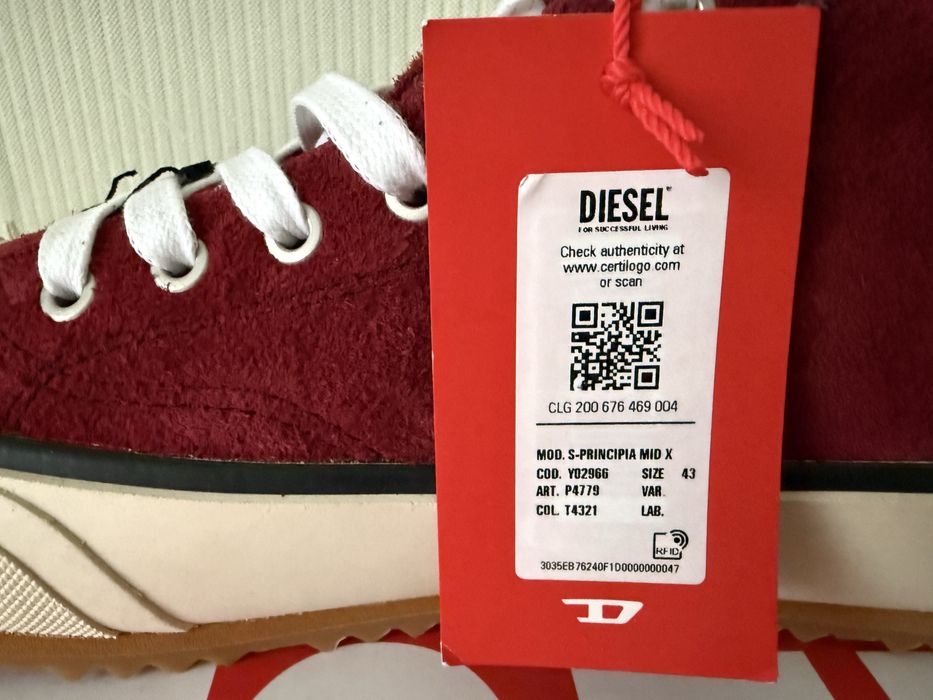 DIESEL
FOR SUCCESSFUL LIVING
Check authenticity at
www.certilogo.com
or scan
CLG 200 676 469 004
MOD. S-PRINCIPIA MID X
COD. Y02966 SIZE 43
ART. P4779 VAR.
COL. T4321 LAB.
RFID
3035EB76240F1D0000000047
D